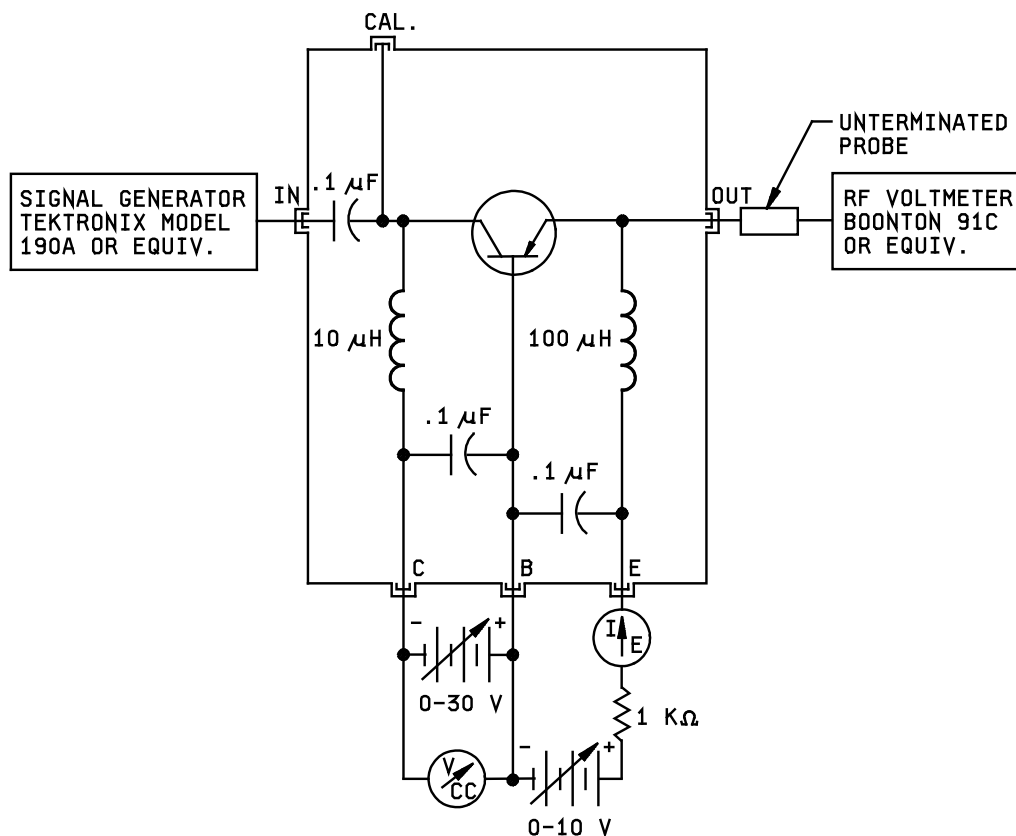 CAL.
UNTERMINATED
PROBE
SIGNAL GENERATOR
TEKTRONIX MODEL
190A OR EQUIV.
IN
.1 μF
OUT
RF VOLTMETER
BOONTON 91C
OR EQUIV.
10 μH
100 μH
.1 μF
.1 μF
C
B
E
- +
I E
0-30 V
1 KΩ
- +
V
CC
0-10 V